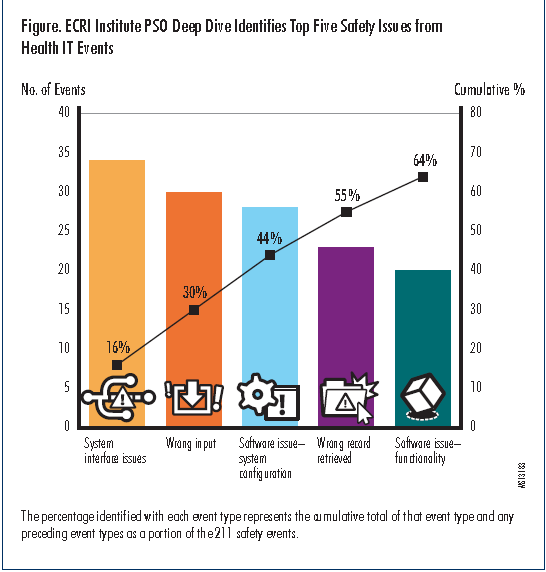 Figure. ECRI Institute PSO Deep Dive Identifies Top Five Safety Issues from
Health IT Events
No. of Events
Cumulative %
40
80
35
70
30
60
25
50
20
40
15
30
10
20
5
10
0
0
16%
30%
44%
55%
64%
System
interface issues
Wrong input
Software issue—
system
configuration
Wrong record
retrieved
Software issue—
functionality
The percentage identified with each event type represents the cumulative total of that event type and any
preceding event types as a portion of the 211 safety events.